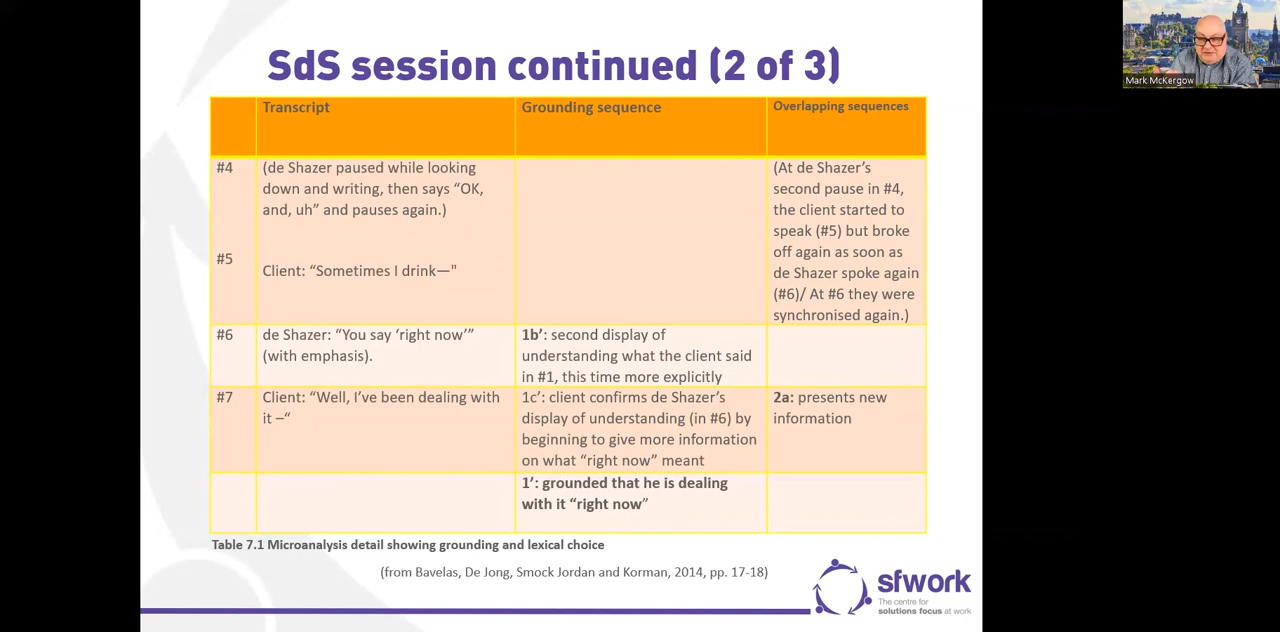 SdS session continued (2 of 3)
Mark McKergow
Transcript
Grounding sequence
Overlapping sequences
#4
(de Shazer paused while looking
down and writing, then says “OK,
and, uh” and pauses again.)
#5
Client: “Sometimes I drink—"
(At de Shazer’s
second pause in #4,
the client started to
speak (#5) but broke
off again as soon as
de Shazer spoke again
(#6)/ At #6 they were
synchronised again.)
#6
de Shazer: “You say ‘right now’”
(with emphasis).
1b’: second display of
understanding what the client said
in #1, this time more explicitly
#7
Client: “Well, I’ve been dealing with
it –“
1c’: client confirms de Shazer’s
display of understanding (in #6) by
beginning to give more information
on what “right now” meant
2a: presents new
information
1’: grounded that he is dealing
with it “right now”
Table 7.1 Microanalysis detail showing grounding and lexical choice
(from Bavelas, De Jong, Smock Jordan and Korman, 2014, pp. 17-18)
sfwork
The centre for
solutions focus at work